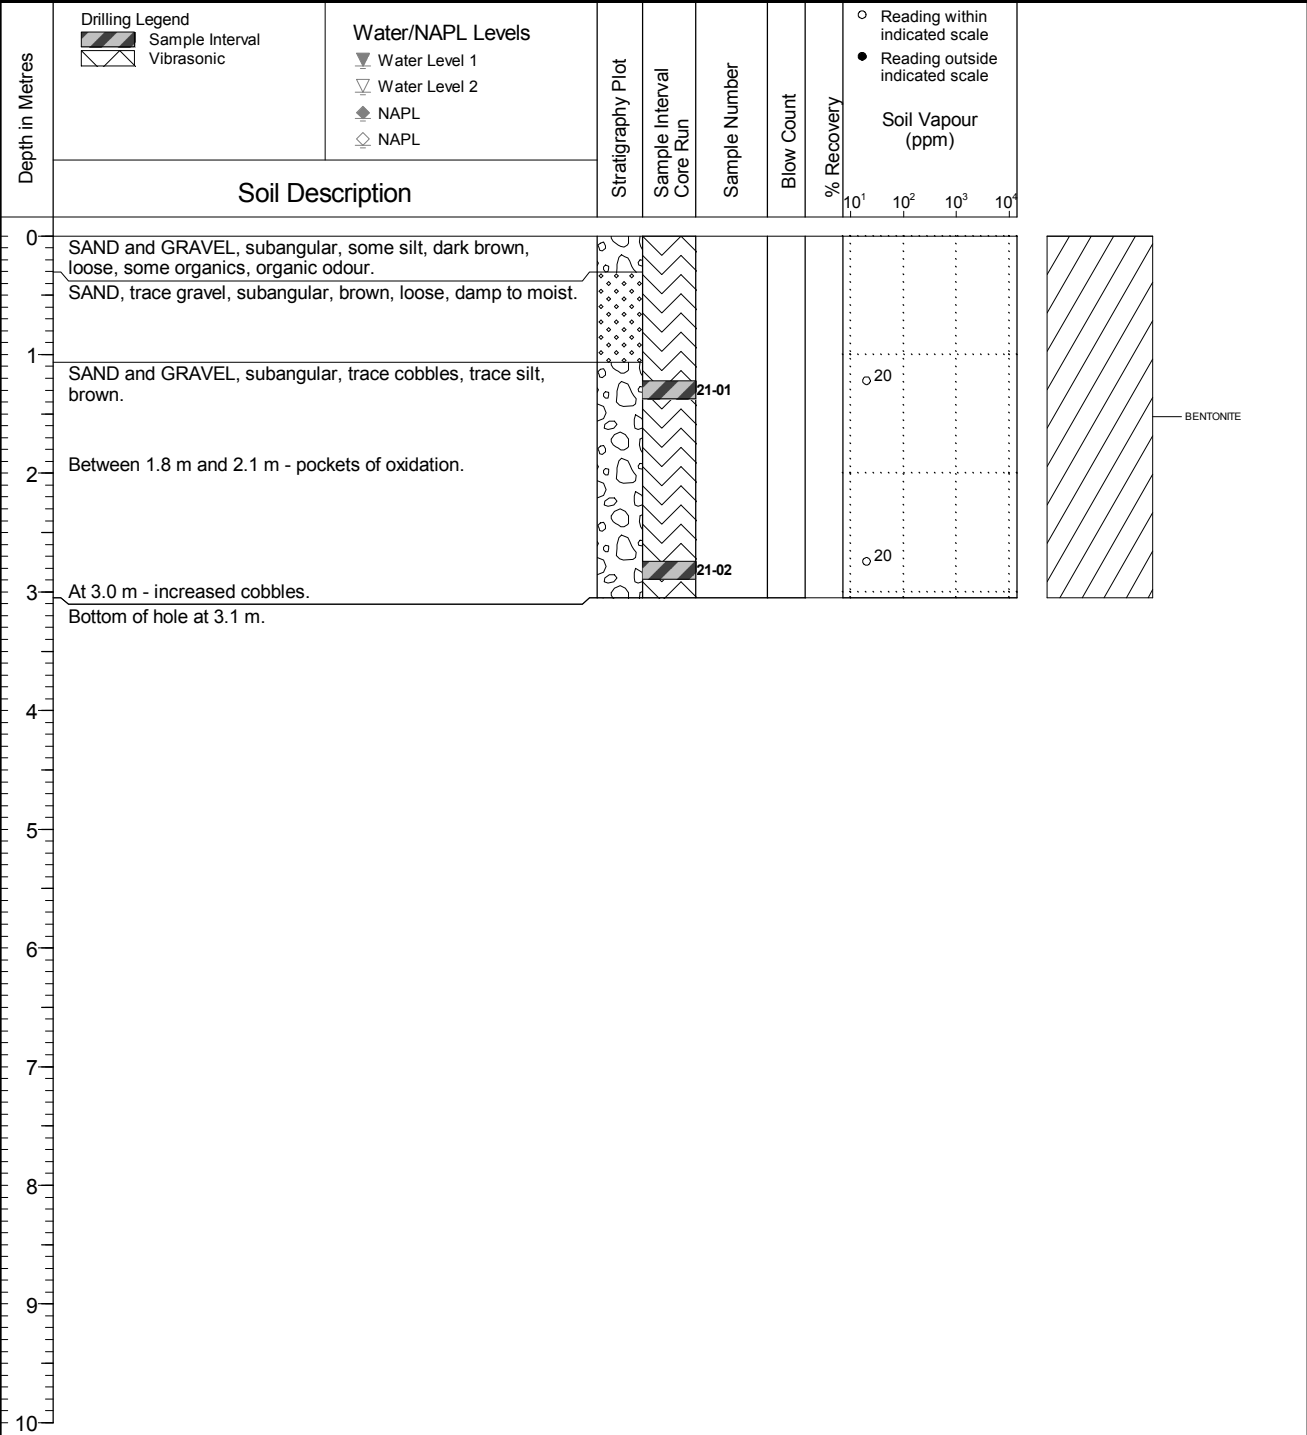 Depth in Metres
Drilling Legend
Sample Interval
Vibrasonic
Water/NAPL Levels
Water Level 1
Water Level 2
NAPL
NAPL
Soil Description
Stratigraphy Plot
Sample Interval
Core Run
Sample Number
Blow Count
% Recovery
Reading within
indicated scale
Reading outside
indicated scale
Soil Vapour
(ppm)
10¹ 10² 10³ 10⁴
0
SAND and GRAVEL, subangular, some silt, dark brown,
loose, some organics, organic odour.
SAND, trace gravel, subangular, brown, loose, damp to moist.
1
SAND and GRAVEL, subangular, trace cobbles, trace silt,
brown.
21-01
20
BENTONITE
Between 1.8 m and 2.1 m - pockets of oxidation.
2
20
21-02
At 3.0 m - increased cobbles.
3
Bottom of hole at 3.1 m.
4
5
6
7
8
9
10